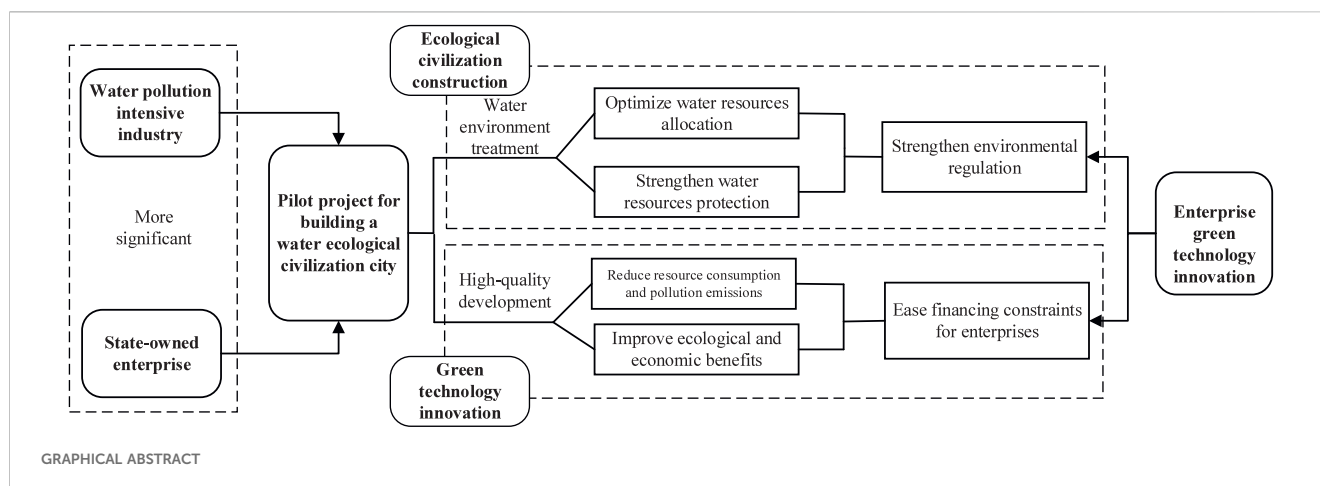 Water pollution
intensive
industry
More
significant
State-owned
enterprise
Pilot project for
building a
water ecological
civilization city
Ecological
civilization
construction
Water
environment
treatment
Optimize water resources
allocation
Strengthen water
resources protection
Strengthen environmental
regulation
High-quality
development
Reduce resource consumption
and pollution emissions
Improve ecological and
economic benefits
Ease financing constraints
for enterprises
Green
technology
innovation
Enterprise
green
technology
innovation
GRAPHICAL ABSTRACT